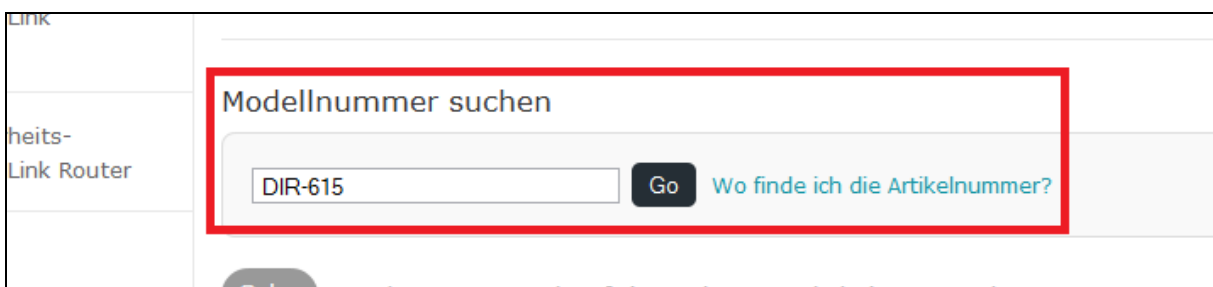 Link
Modellnummer suchen
heits-
Link Router
DIR-615
Go
Wo finde ich die Artikelnummer?